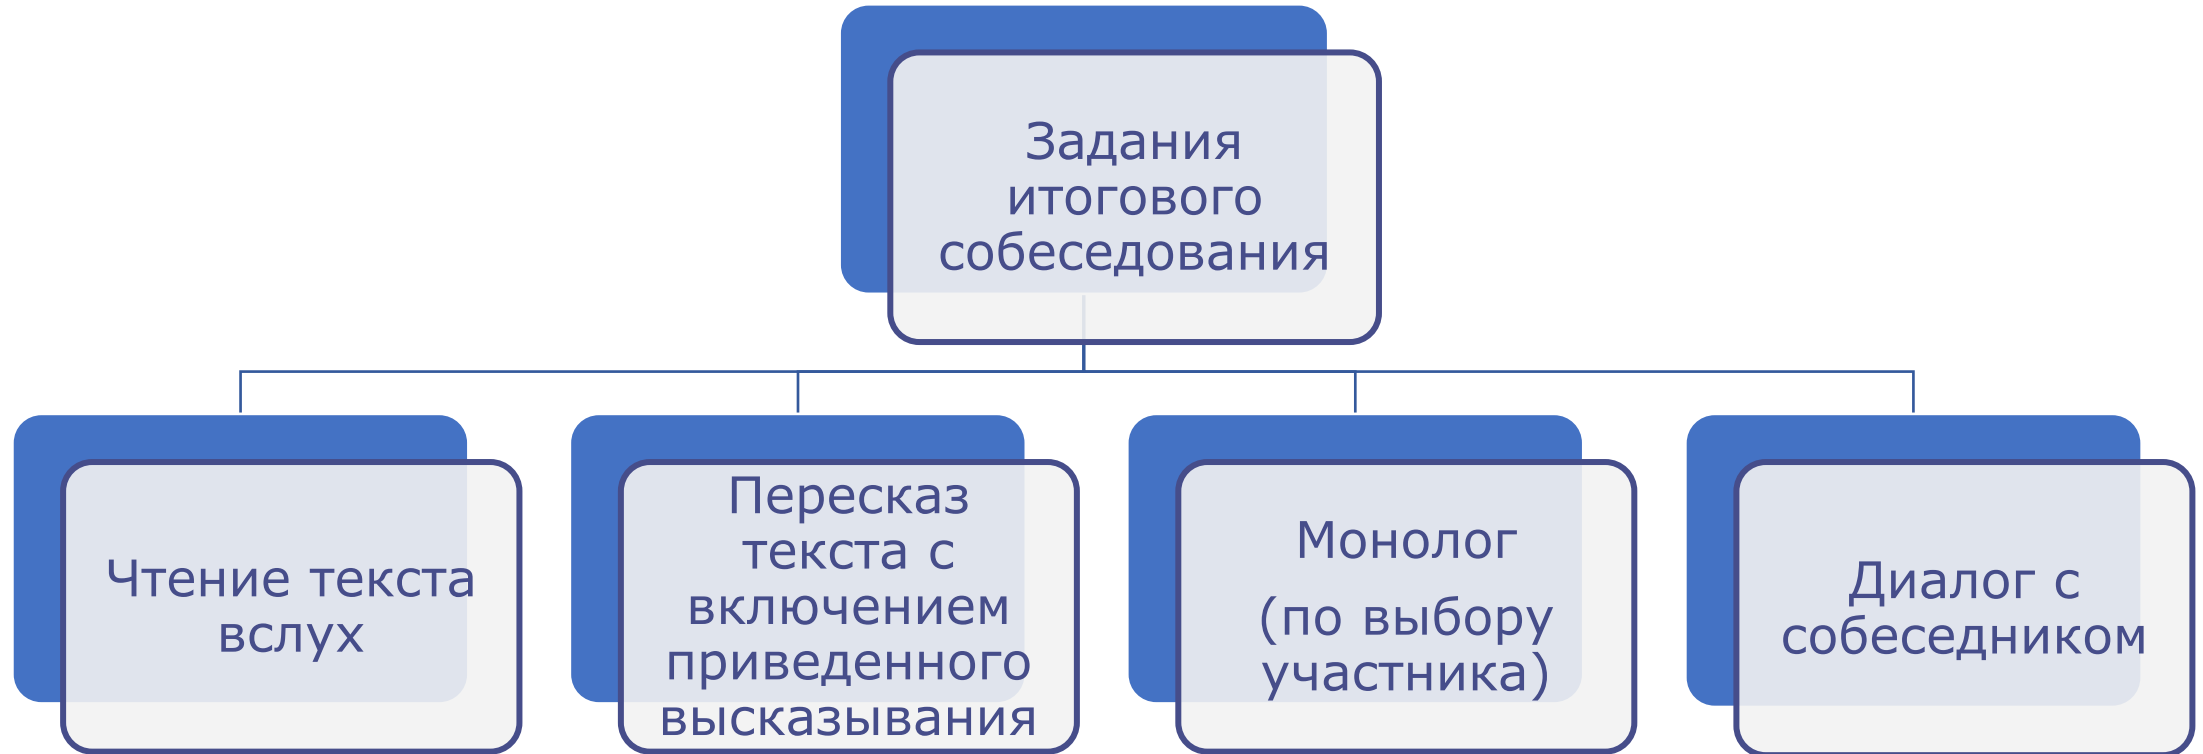 Задания
итогового
собеседования
Чтение текста
вслух
Пересказ
текста с
включением
приведенного
высказывания
Монолог
(по выбору
участника)
Диалог с
собеседником